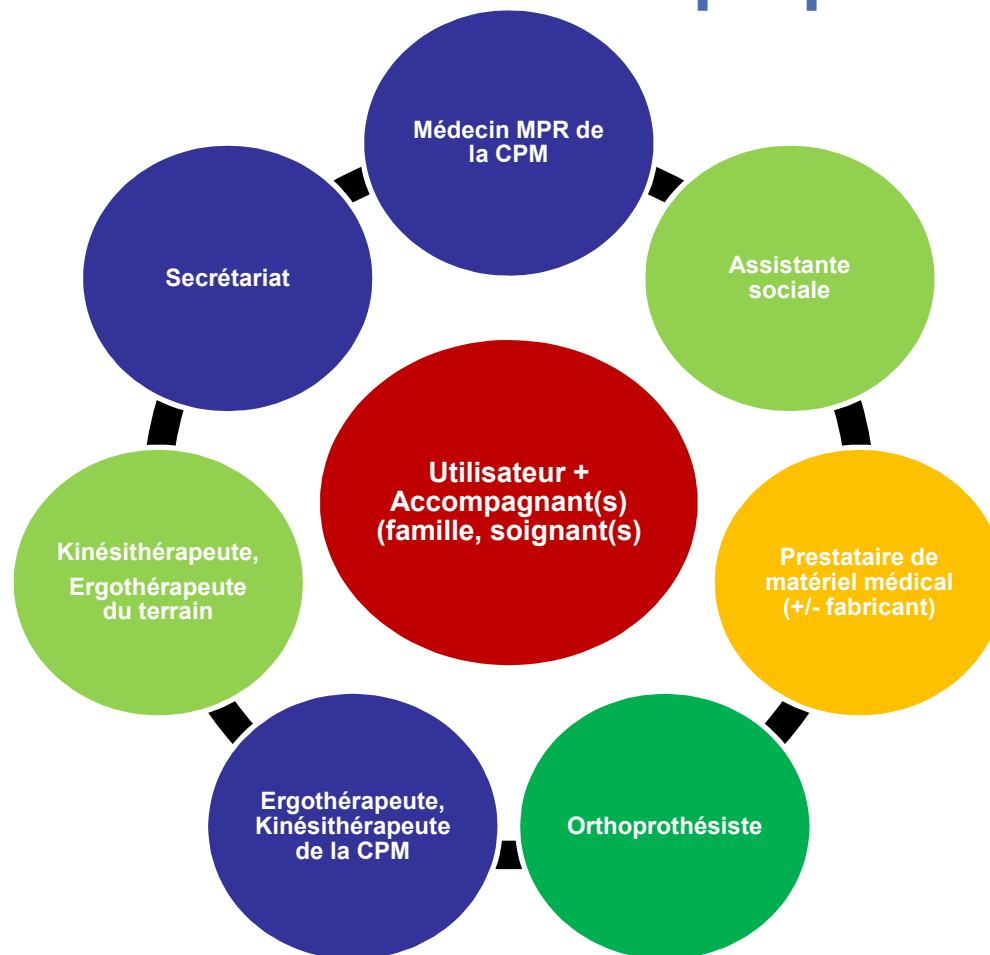 Médecin MPR de
la CPM
Assistante
sociale
Prestataire de
matériel médical
(+/- fabricant)
Orthoprothésiste
Ergothérapeute,
Kinésithérapeute
de la CPM
Kinésithérapeute,
Ergothérapeute
du terrain
Secrétariat
Utilisateur +
Accompagnant(s)
(famille, soignant(s)